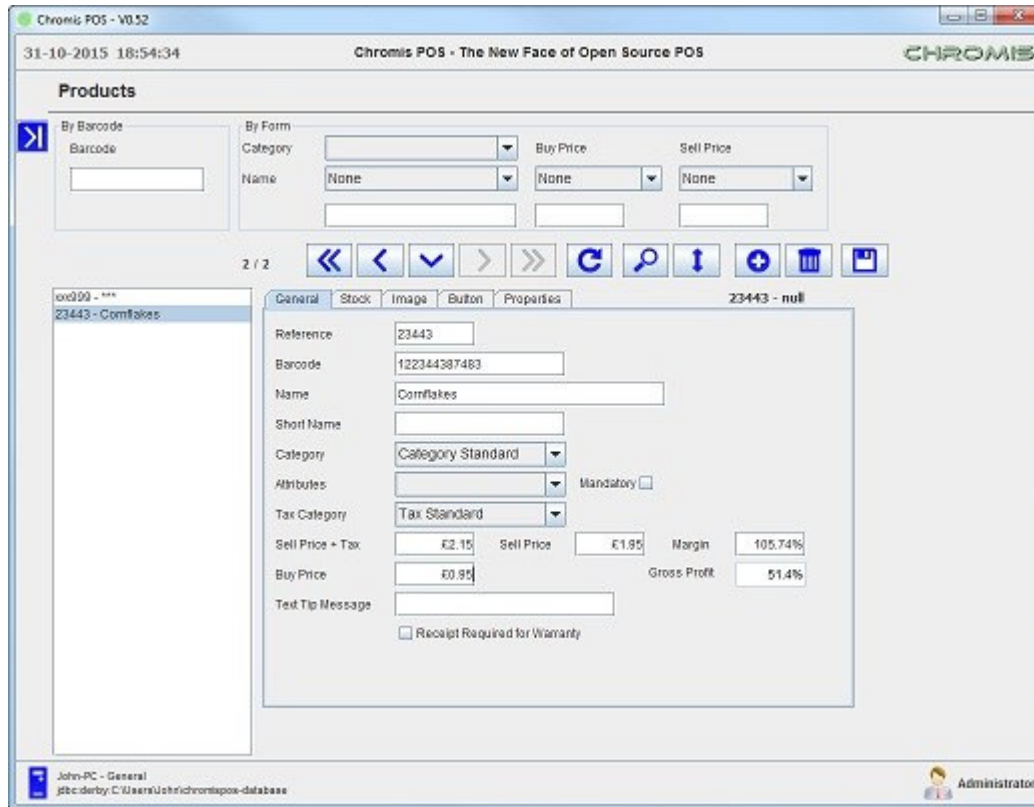 Chromis POS - V0.52
31-10-2015 18:54:34 Chromis POS - The New Face of Open Source POS CHROMIS
Products
By Barcode By Form
Barcode Category Buy Price Sell Price
Name None None None
2 / 2
xxx999 - ***
23443 - Cornflakes
General Stock Image Button Properties 23443 - null
Reference 23443
Barcode 122344387483
Name Cornflakes
Short Name
Category Category Standard
Attributes Mandatory
Tax Category Tax Standard
Sell Price + Tax £2.15 Sell Price £1.95 Margin 105.74%
Buy Price £0.95 Gross Profit 51.4%
Text Tip Message
Receipt Required for Warranty
John-PC - General
jdbc:derby:C:\Users\John\chromispos-database
Administrator